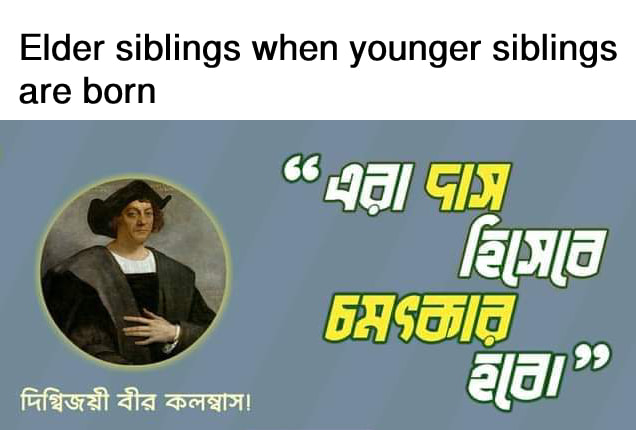 Elder siblings when younger siblings
are born
“এরা দাস
হিসেবে
চমৎকার
হবে।”
দিগ্বিজয়ী বীর কলম্বাস!